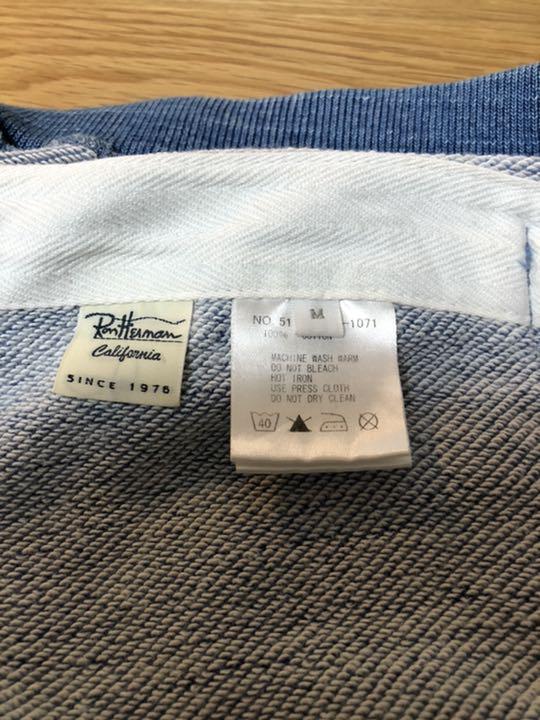 Ron Herman
California
SINCE 1976
M
NO. 51 -1071
100% COTTON
MACHINE WASH WARM
DO NOT BLEACH
HOT IRON
USE PRESS CLOTH
DO NOT DRY CLEAN
40